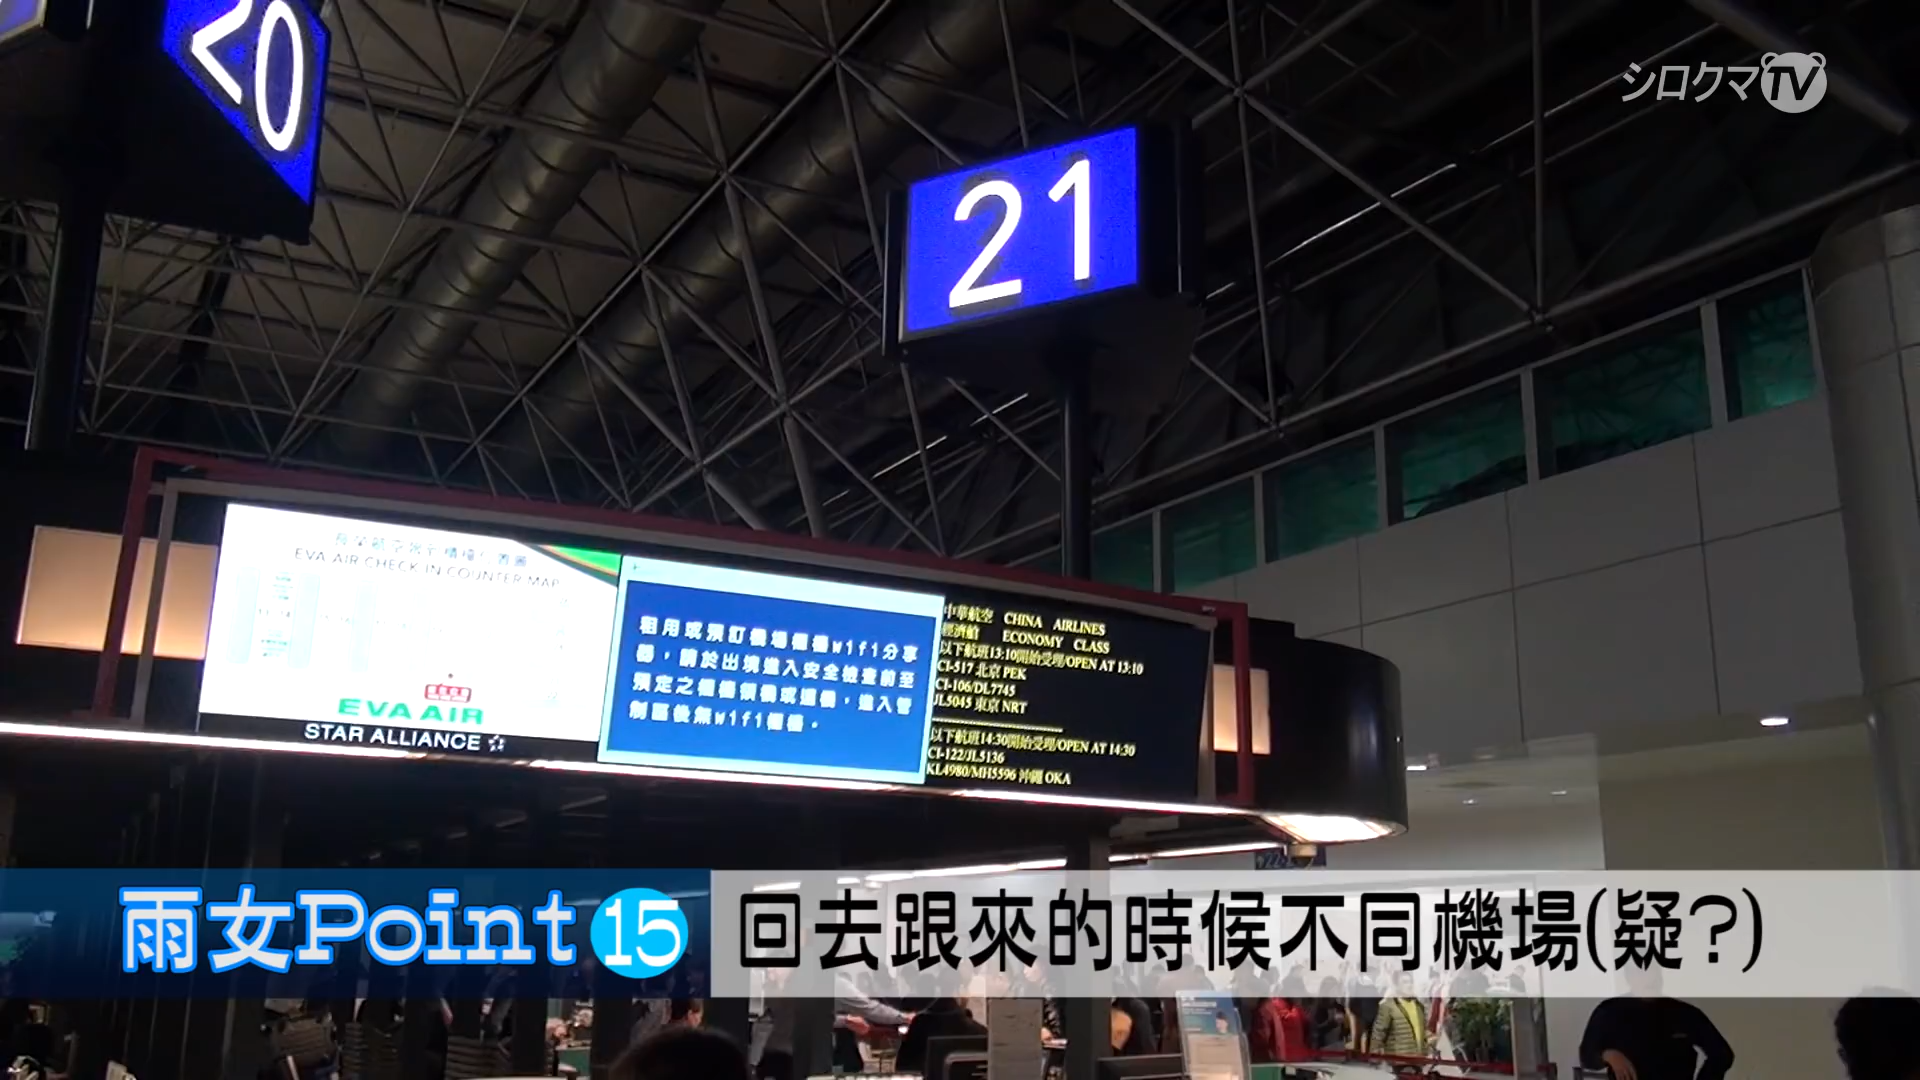 20
シロクマTV
21
EVA AIR CHECK IN COUNTER MAP
EVA AIR
STAR ALLIANCE
租用或預訂機場櫃檯wifi分享
器，請於出境進入安全檢查前至
預定之櫃檯領機或還機，進入管
制區後無wifi櫃檯。
中華航空 CHINA AIRLINES
經濟艙 ECONOMY CLASS
以下航班13:10開始受理/OPEN AT 13:10
CI-517 北京 PEK
CI-106/DL7745
JL5045 東京 NRT
以下航班14:30開始受理/OPEN AT 14:30
CI-122/JL5136
KL4980/MH5596 沖繩 OKA
雨女Point 15 回去跟來的時候不同機場(疑?)